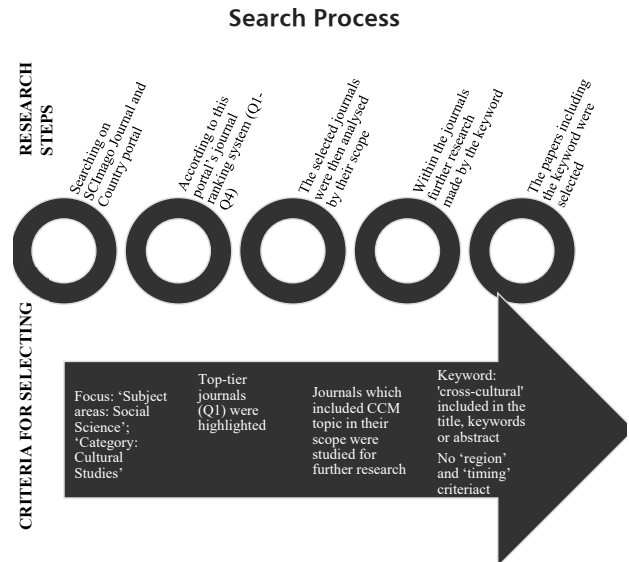 Search Process
RESEARCH
STEPS
Searching on
SCImago Journal and
Country portal
According to this
portal’s journal
ranking system (Q1-
Q4)
The selected journals
were then analysed
by their scope
Within the journals
further research
made by the keyword
The papers including
the keyword were
selected
CRITERIA FOR SELECTING
Focus: ‘Subject
areas: Social
Science’;
‘Category:
Cultural
Studies’
Top-tier
journals
(Q1) were
highlighted
Journals which
included CCM
topic in their
scope were
studied for
further research
Keyword:
'cross-cultural'
included in the
title, keywords
or abstract
No ‘region’
and ‘timing’
criteriact